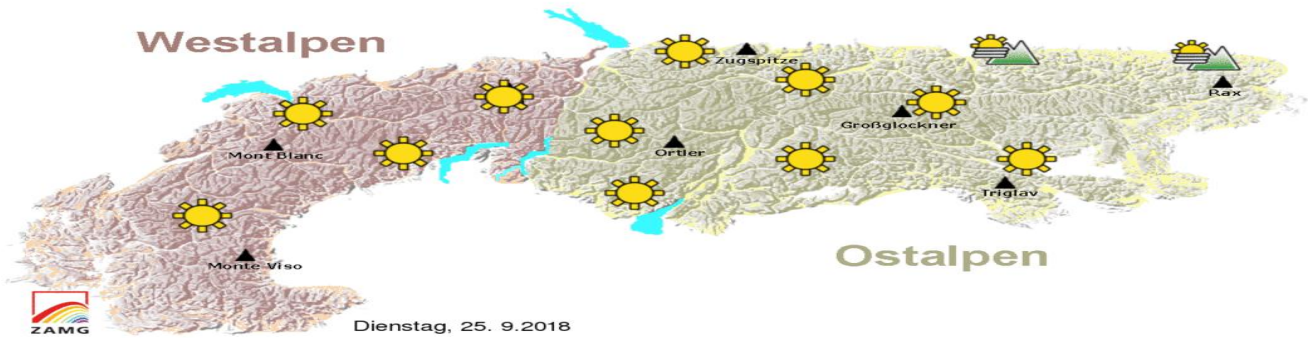 Westalpen
Zugspitze
Rax
Großglockner
Mont Blanc
Ortler
Triglav
Ostalpen
Monte Viso
ZAMG
Dienstag, 25. 9.2018